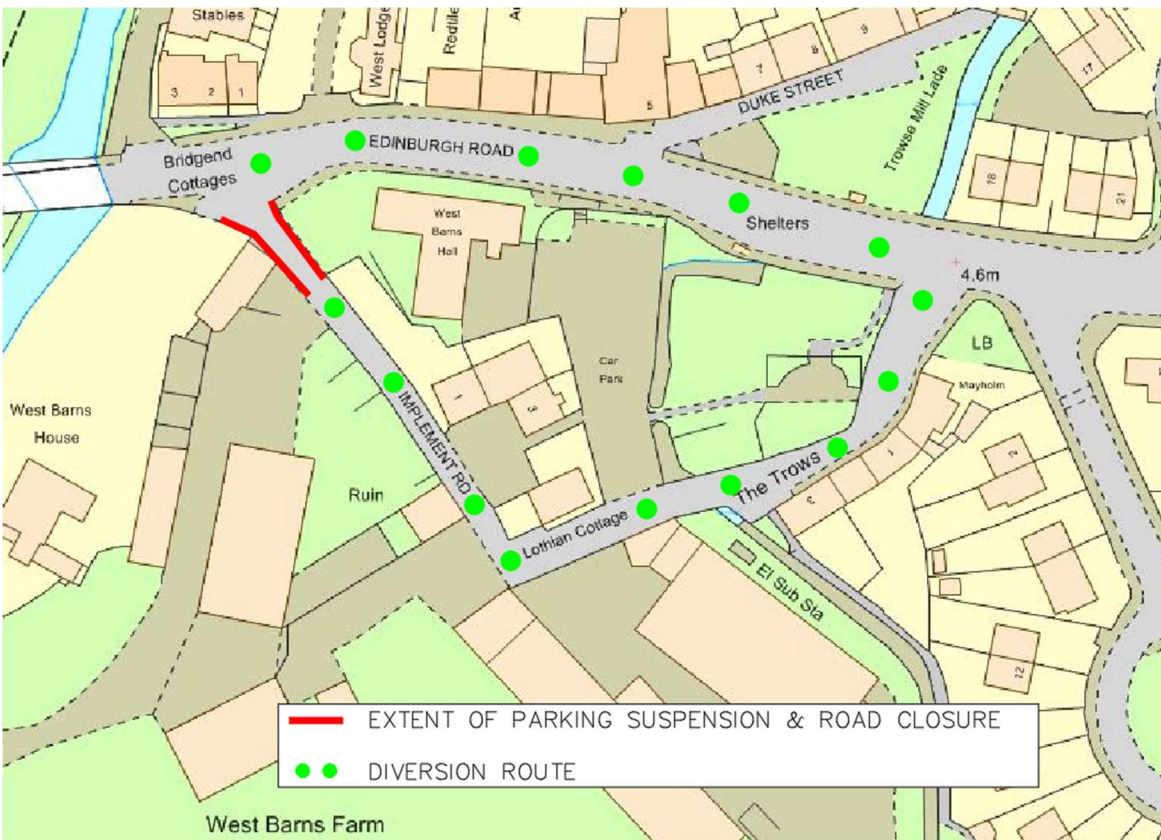 Stables
West Lodge
Redtile
3 2 1
5
7
8
9
17
DUKE STREET
Trowse Mill Lade
EDINBURGH ROAD
Bridgend
Cottages
18
21
West
Barns
Hall
Shelters
4.6m
LB
Mayholm
Car
Park
1
3
IMPLEMENT RD
West Barns
House
Ruin
The Trows
1
3
2
Lothian Cottage
El Sub Sta
12
EXTENT OF PARKING SUSPENSION & ROAD CLOSURE
DIVERSION ROUTE
West Barns Farm